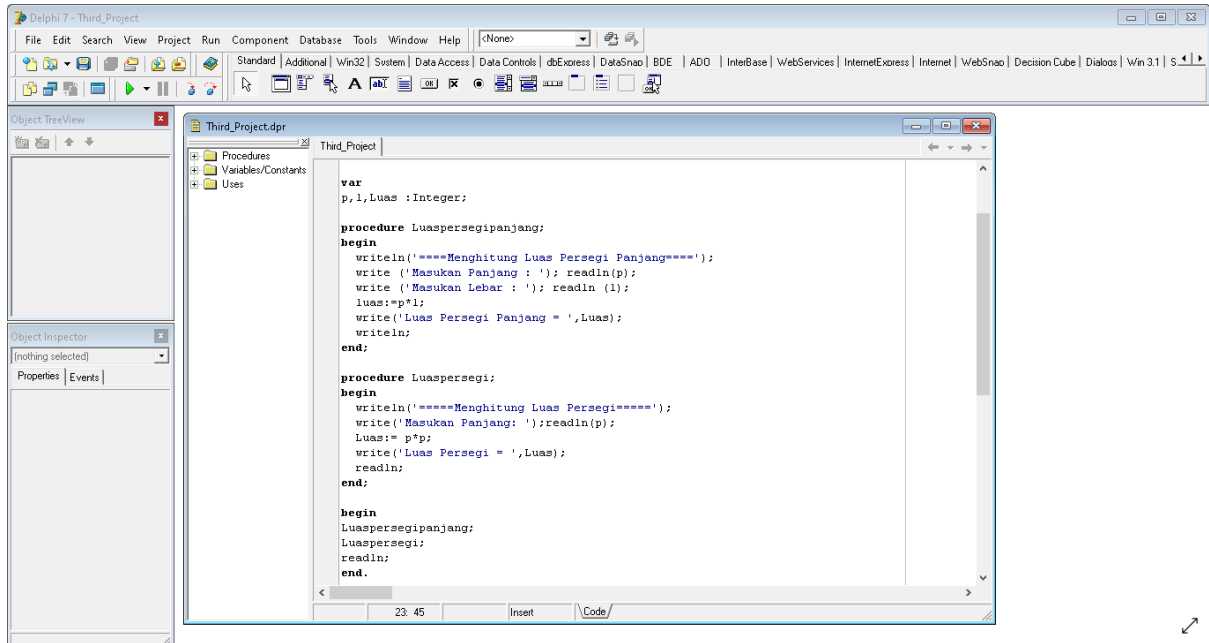 Delphi 7 - Third_Project
File Edit Search View Project Run Component Database Tools Window Help <None>
Standard Additional Win32 System Data Access Data Controls dbExpress DataSnap BDE ADO InterBase WebServices InternetExpress Internet WebSnap Decision Cube Dialogs Win 3.1 S
Object TreeView
Object Inspector
(nothing selected)
Properties Events
Third_Project.dpr
Procedures
Variables/Constants
Uses
Third_Project
var
p,l,Luas :Integer;
procedure Luaspersegipanjang;
begin
writeln('====Menghitung Luas Persegi Panjang====');
write ('Masukan Panjang : '); readln(p);
write ('Masukan Lebar : '); readln (l);
luas:=p*l;
write('Luas Persegi Panjang = ',Luas);
writeln;
end;
procedure Luaspersegi;
begin
writeln('=====Menghitung Luas Persegi=====');
write('Masukan Panjang: ');readln(p);
Luas:= p*p;
write('Luas Persegi = ',Luas);
readln;
end;
begin
Luaspersegipanjang;
Luaspersegi;
readln;
end.
23: 45 Insert Code